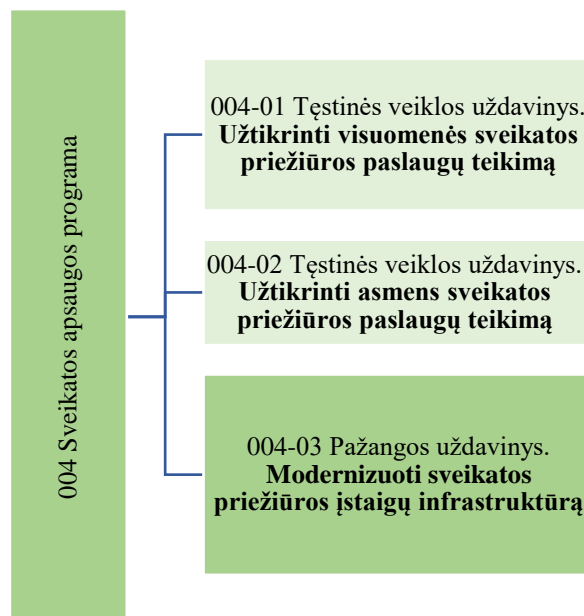 004 Sveikatos apsaugos programa
004-01 Tęstinės veiklos uždavinys.
Užtikrinti visuomenės sveikatos
priežiūros paslaugų teikimą
004-02 Tęstinės veiklos uždavinys.
Užtikrinti asmens sveikatos
priežiūros paslaugų teikimą
004-03 Pažangos uždavinys.
Modernizuoti sveikatos
priežiūros įstaigų infrastruktūrą